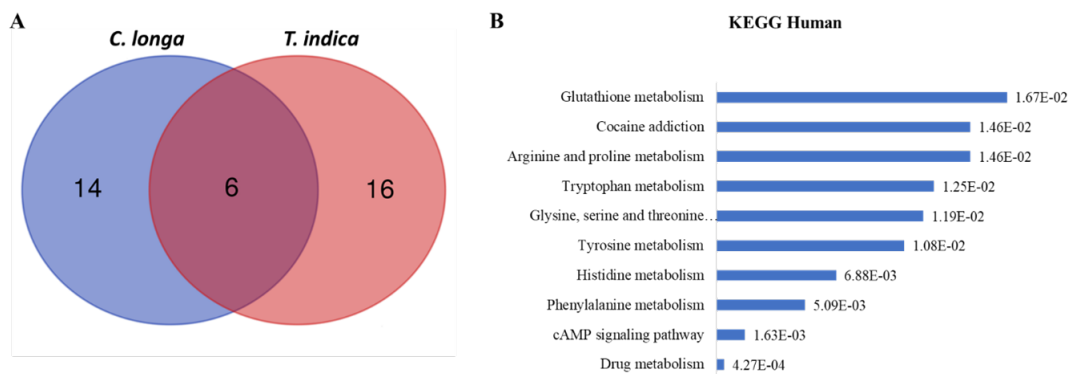 A
C. longa
T. indica
14
6
16
B
KEGG Human
Glutathione metabolism 1.67E-02
Cocaine addiction 1.46E-02
Arginine and proline metabolism 1.46E-02
Tryptophan metabolism 1.25E-02
Glysine, serine and threonine… 1.19E-02
Tyrosine metabolism 1.08E-02
Histidine metabolism 6.88E-03
Phenylalanine metabolism 5.09E-03
cAMP signaling pathway 1.63E-03
Drug metabolism 4.27E-04